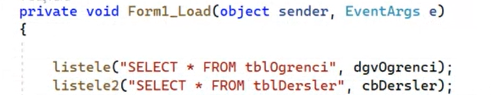 private void Form1_Load(object sender, EventArgs e)
{
listele("SELECT * FROM tblOgrenci", dgvOgrenci);
listele2("SELECT * FROM tblDersler", cbDersler);